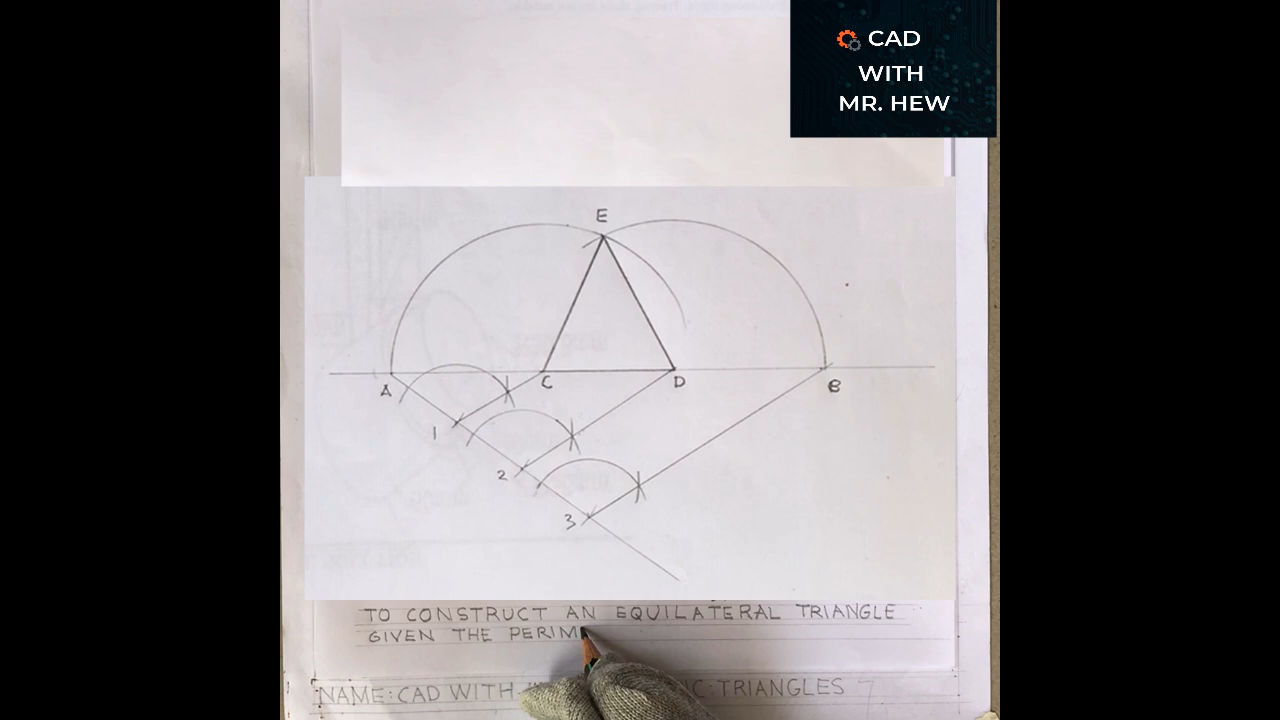 CAD
WITH
MR. HEW
E
A
C
D
B
1
2
3
TO CONSTRUCT AN EQUILATERAL TRIANGLE
GIVEN THE PERIM
NAME: CAD WITH
TRIANGLES